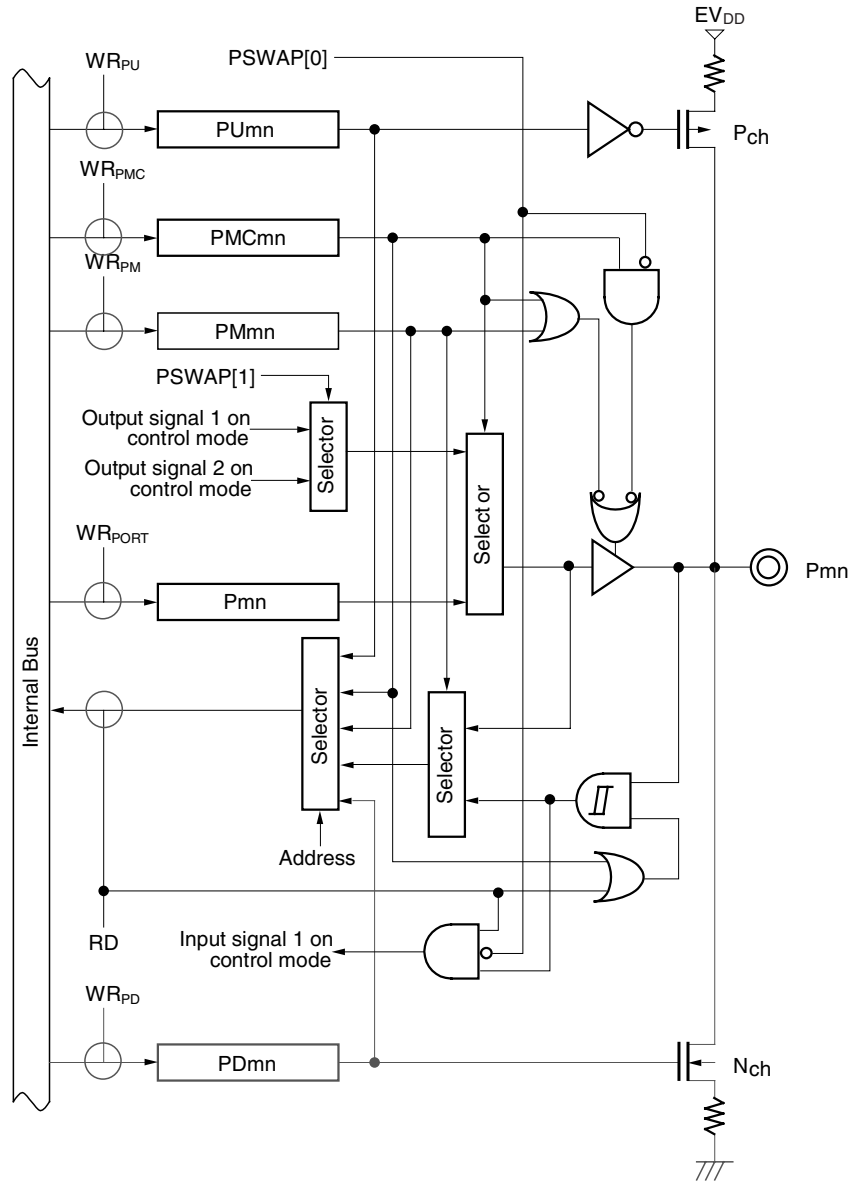 EVDD
WRPU
PSWAP[0]
PUmn
Pch
WRPMC
PMCmn
WRPM
PMmn
PSWAP[1]
Output signal 1 on
control mode
Output signal 2 on
control mode
Selector
Selector
WRPORT
Pmn
Pmn
Internal Bus
Selector
Selector
Address
RD
Input signal 1 on
control mode
WRPD
PDmn
Nch